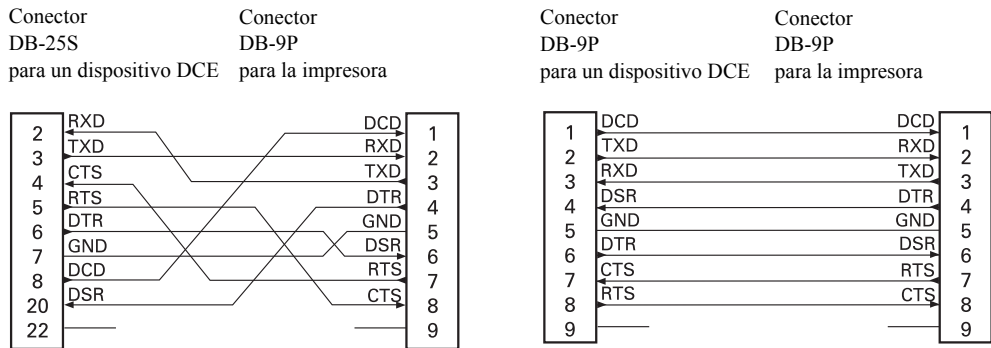 Conector
DB-25S
para un dispositivo DCE
Conector
DB-9P
para la impresora
2 RXD DCD 1
3 TXD RXD 2
4 CTS TXD 3
5 RTS DTR 4
6 DTR GND 5
7 GND DSR 6
8 DCD RTS 7
20 DSR CTS 8
22 9
Conector
DB-9P
para un dispositivo DCE
Conector
DB-9P
para la impresora
1 DCD DCD 1
2 TXD RXD 2
3 RXD TXD 3
4 DSR DTR 4
5 GND GND 5
6 DTR DSR 6
7 CTS RTS 7
8 RTS CTS 8
9 9